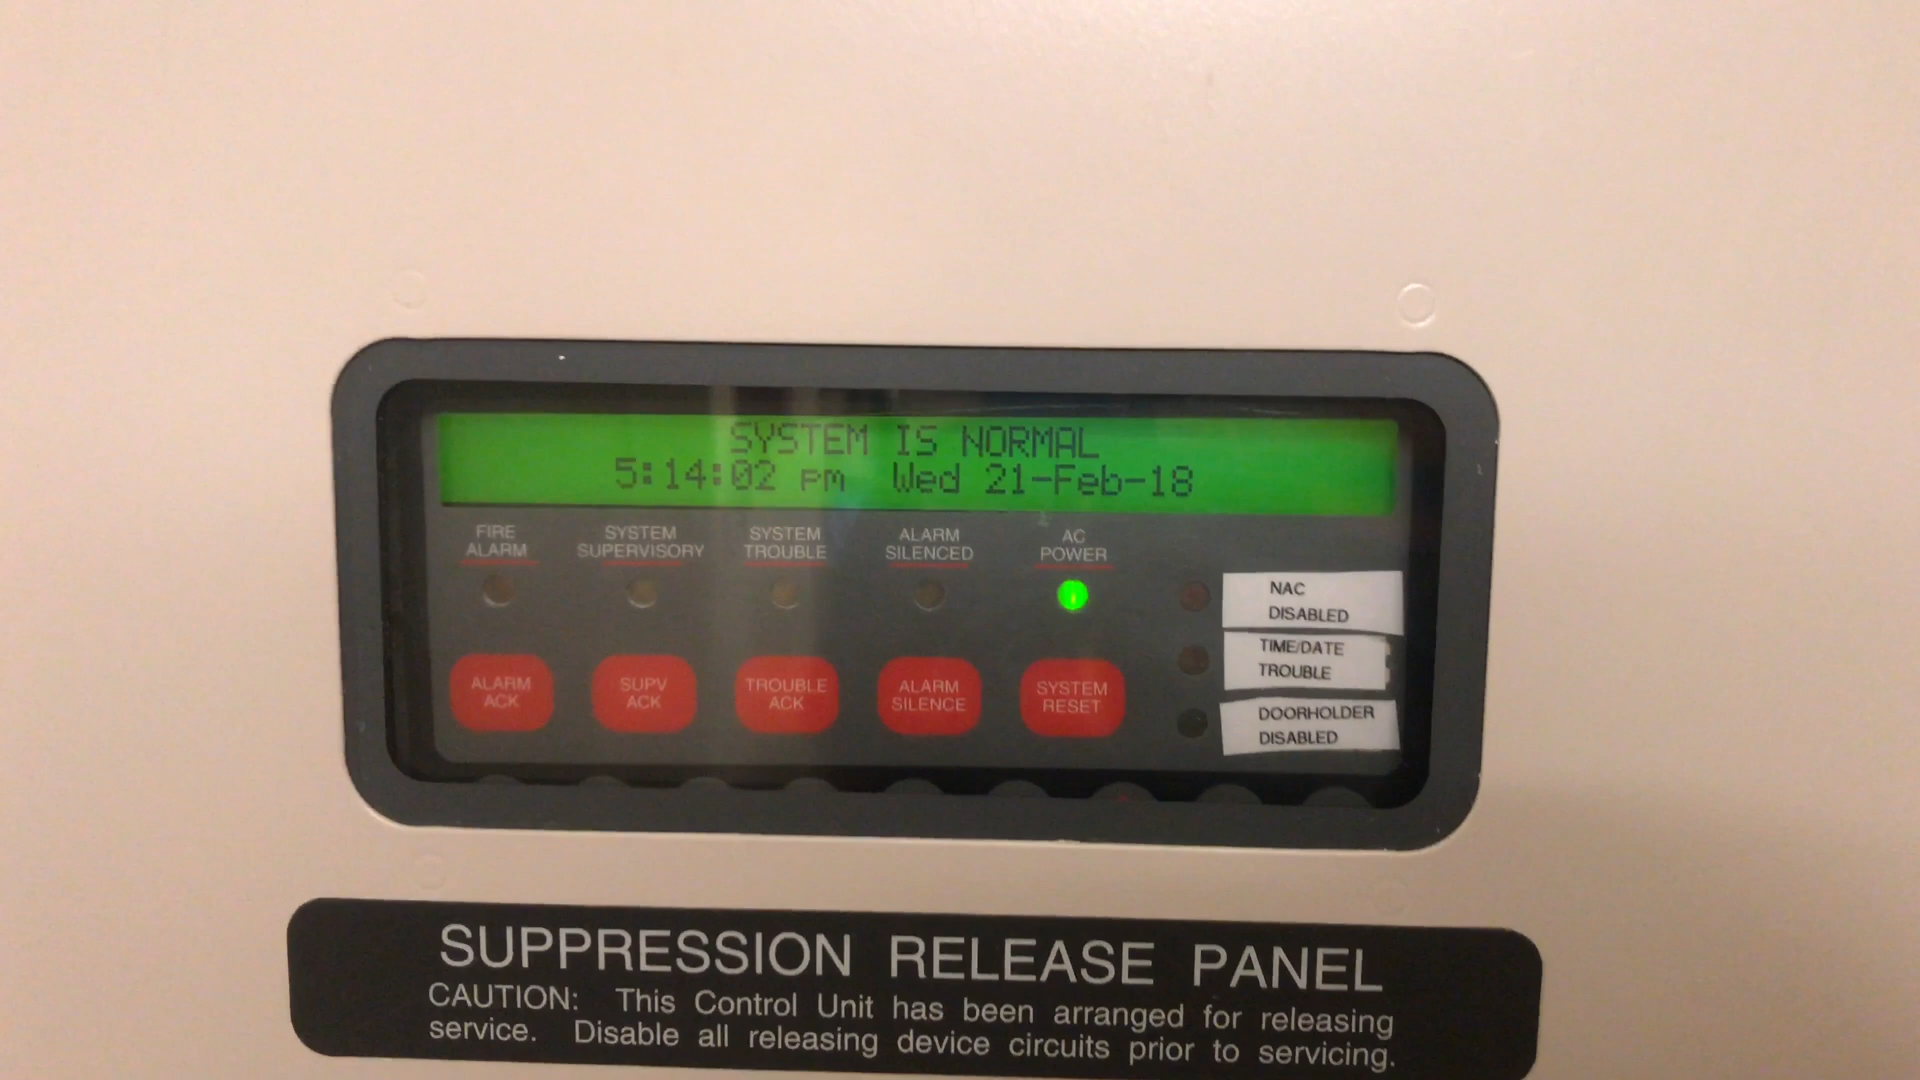 SYSTEM IS NORMAL
5:14:02 pm Wed 21-Feb-18
FIRE
ALARM
SYSTEM
SUPERVISORY
SYSTEM
TROUBLE
ALARM
SILENCED
AC
POWER
NAC
DISABLED
TIME/DATE
TROUBLE
DOORHOLDER
DISABLED
ALARM
ACK
SUPV
ACK
TROUBLE
ACK
ALARM
SILENCE
SYSTEM
RESET
SUPPRESSION RELEASE PANEL
CAUTION: This Control Unit has been arranged for releasing
service. Disable all releasing device circuits prior to servicing.